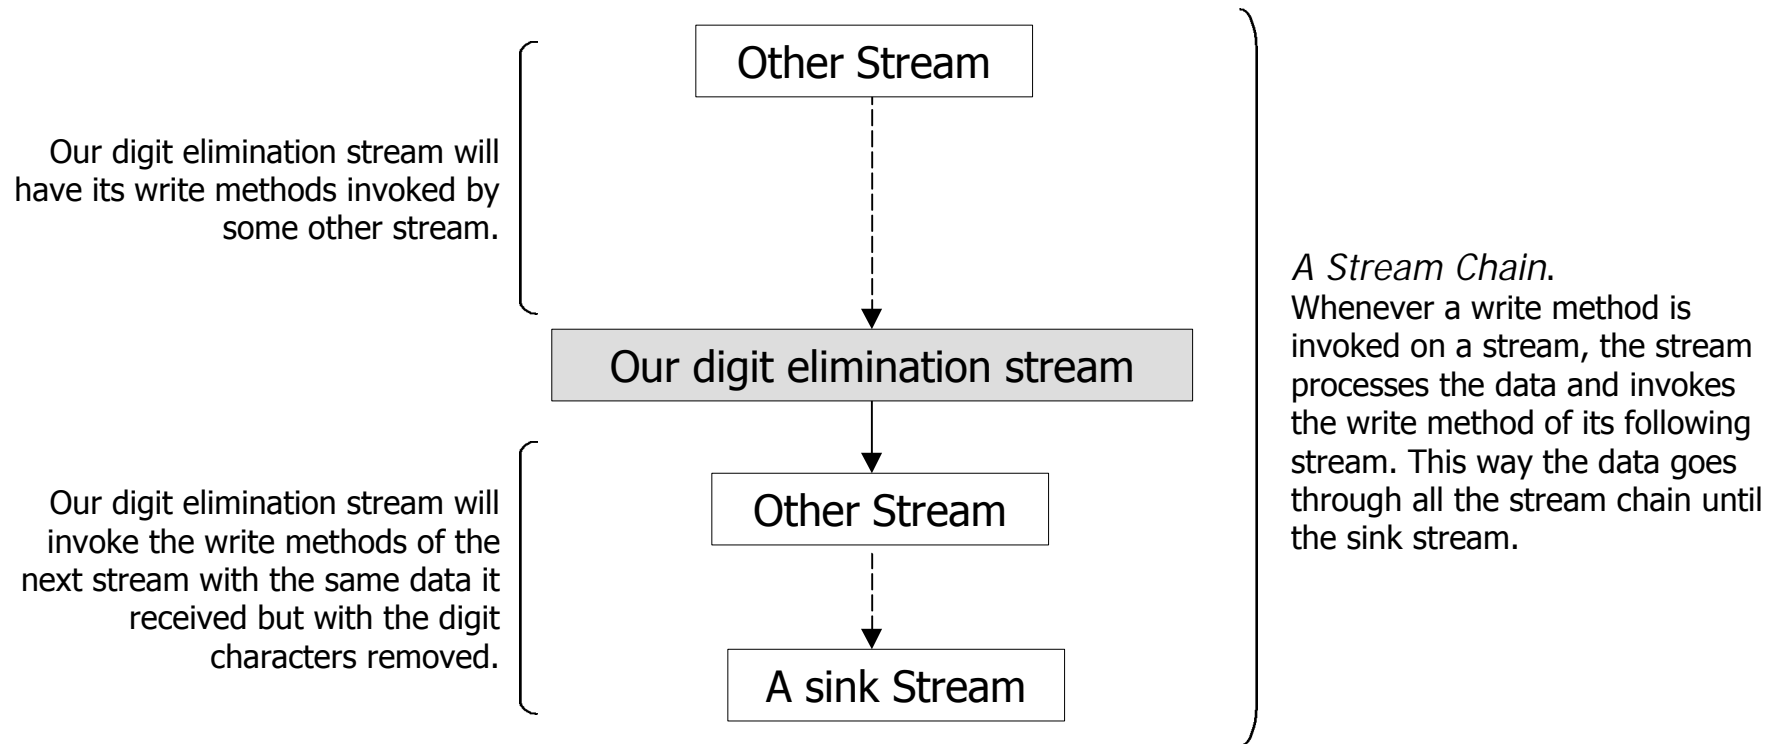 Other Stream
Our digit elimination stream will
have its write methods invoked by
some other stream.
Our digit elimination stream
Our digit elimination stream will
invoke the write methods of the
next stream with the same data it
received but with the digit
characters removed.
Other Stream
A sink Stream
A Stream Chain.
Whenever a write method is
invoked on a stream, the stream
processes the data and invokes
the write method of its following
stream. This way the data goes
through all the stream chain until
the sink stream.